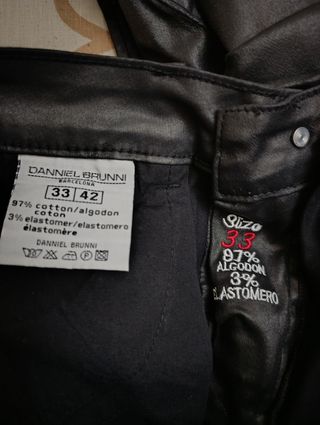 DANNIEL BRUNNI
BARCELONA
33 42
97% cotton/algodon
coton
3% elastomer/elastomero
élastomère
DANNIEL BRUNNI
Slizo
33
97%
ALGODON
3%
ELASTOMERO